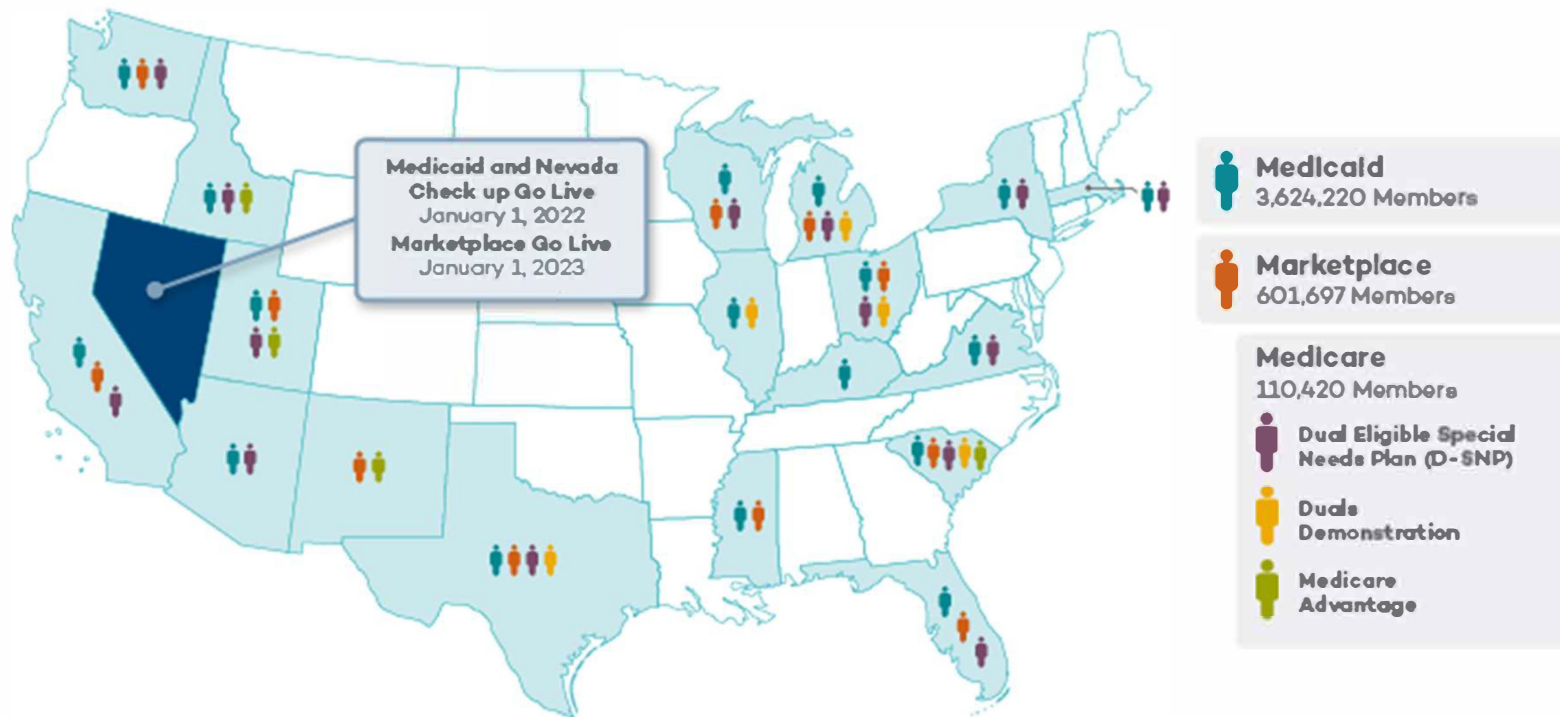 Medicaid and Nevada
Check up Go Live
January 1, 2022
Marketplace Go Live
January 1, 2023
Medicaid
3,624,220 Members
Marketplace
601,697 Members
Medicare
110,420 Members
Dual Eligible Special
Needs Plan (D-SNP)
Duals
Demonstration
Medicare
Advantage